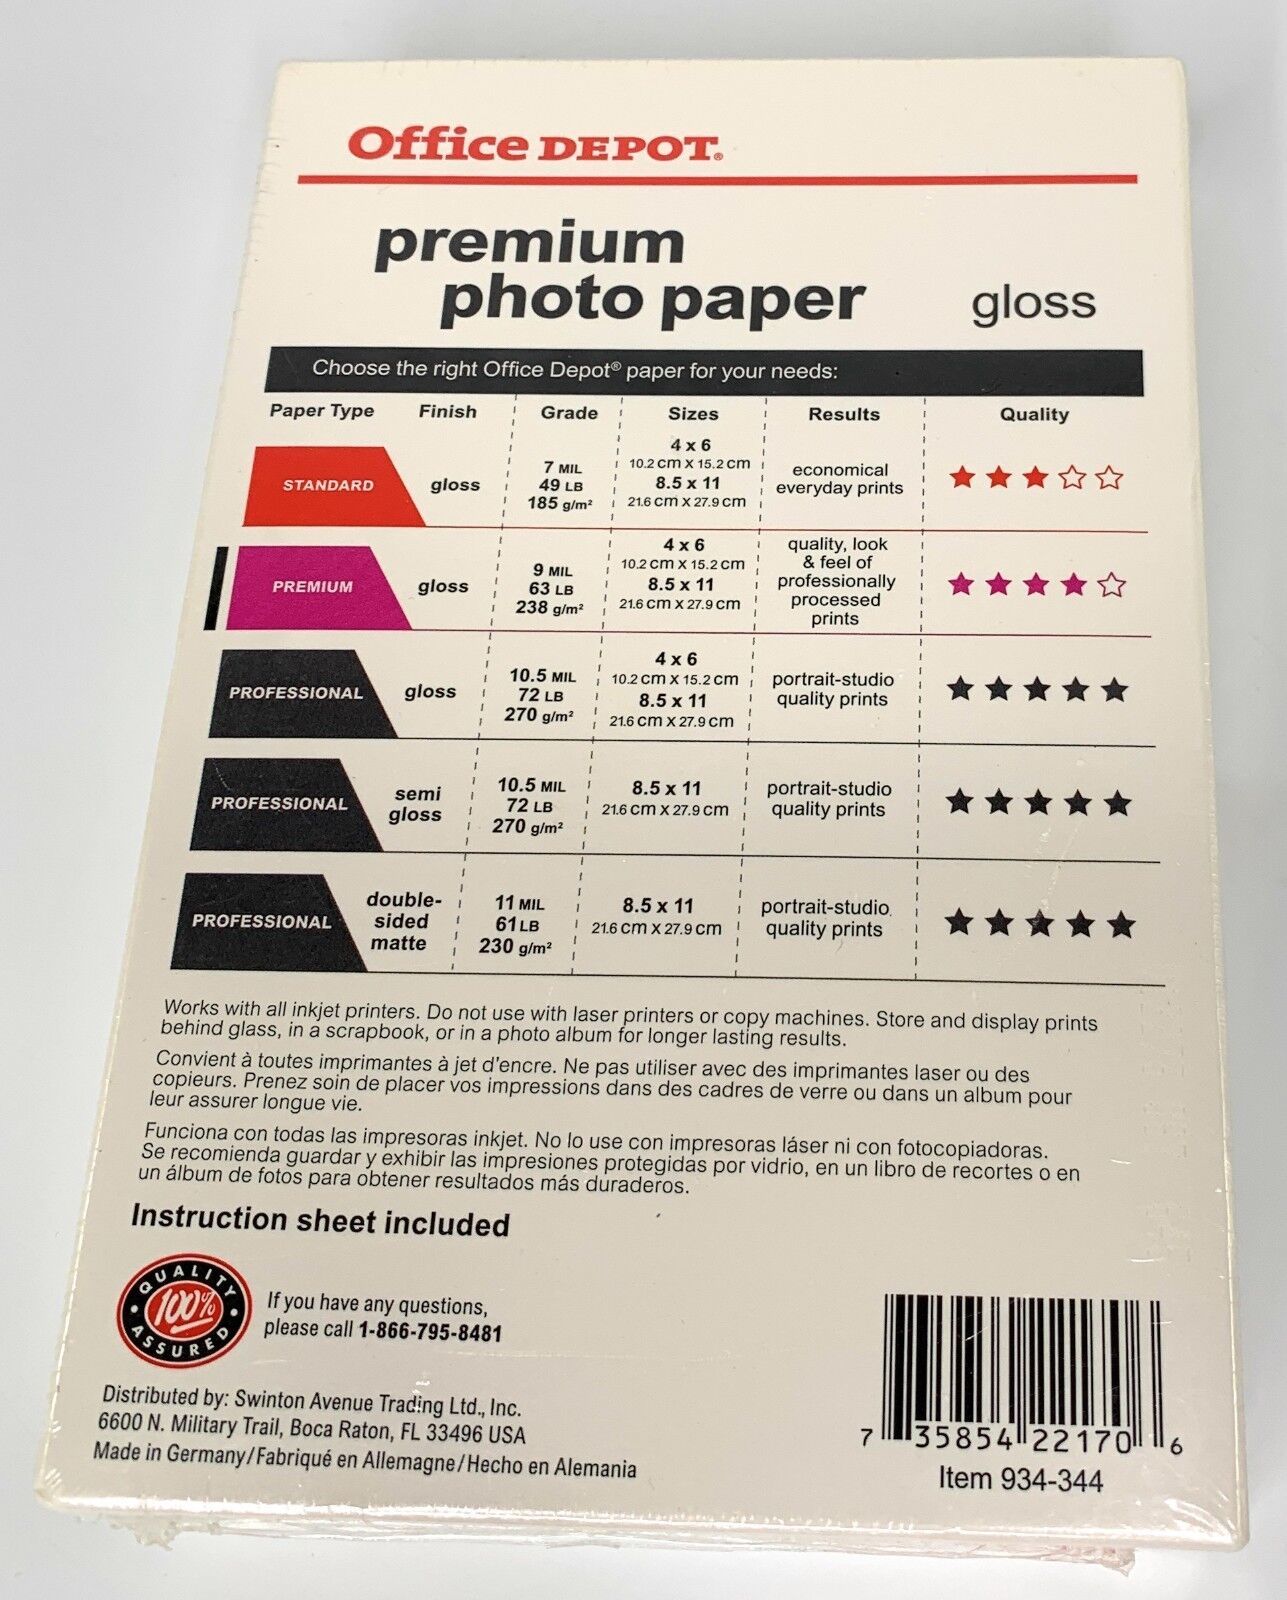 Office DEPOT®
premium
photo paper
gloss
Choose the right Office Depot® paper for your needs:
Paper Type Finish Grade Sizes Results Quality
STANDARD
gloss
7 MIL
49 LB
185 g/m²
4 x 6
10.2 cm x 15.2 cm
8.5 x 11
21.6 cm x 27.9 cm
economical
everyday prints
PREMIUM
gloss
9 MIL
63 LB
238 g/m²
4 x 6
10.2 cm x 15.2 cm
8.5 x 11
21.6 cm x 27.9 cm
quality, look
& feel of
professionally
processed
prints
PROFESSIONAL
gloss
10.5 MIL
72 LB
270 g/m²
4 x 6
10.2 cm x 15.2 cm
8.5 x 11
21.6 cm x 27.9 cm
portrait-studio
quality prints
PROFESSIONAL
semi
gloss
10.5 MIL
72 LB
270 g/m²
8.5 x 11
21.6 cm x 27.9 cm
portrait-studio
quality prints
PROFESSIONAL
double-
sided
matte
11 MIL
61 LB
230 g/m²
8.5 x 11
21.6 cm x 27.9 cm
portrait-studio
quality prints
Works with all inkjet printers. Do not use with laser printers or copy machines. Store and display prints
behind glass, in a scrapbook, or in a photo album for longer lasting results.
Convient à toutes imprimantes à jet d'encre. Ne pas utiliser avec des imprimantes laser ou des
copieurs. Prenez soin de placer vos impressions dans des cadres de verre ou dans un album pour
leur assurer longue vie.
Funciona con todas las impresoras inkjet. No lo use con impresoras láser ni con fotocopiadoras.
Se recomienda guardar y exhibir las impresiones protegidas por vidrio, en un libro de recortes o en
un álbum de fotos para obtener resultados más duraderos.
Instruction sheet included
QUALITY
100%
ASSURED
If you have any questions,
please call 1-866-795-8481
Distributed by: Swinton Avenue Trading Ltd., Inc.
6600 N. Military Trail, Boca Raton, FL 33496 USA
Made in Germany/Fabriqué en Allemagne/Hecho en Alemania
7 35854 22170 6
Item 934-344